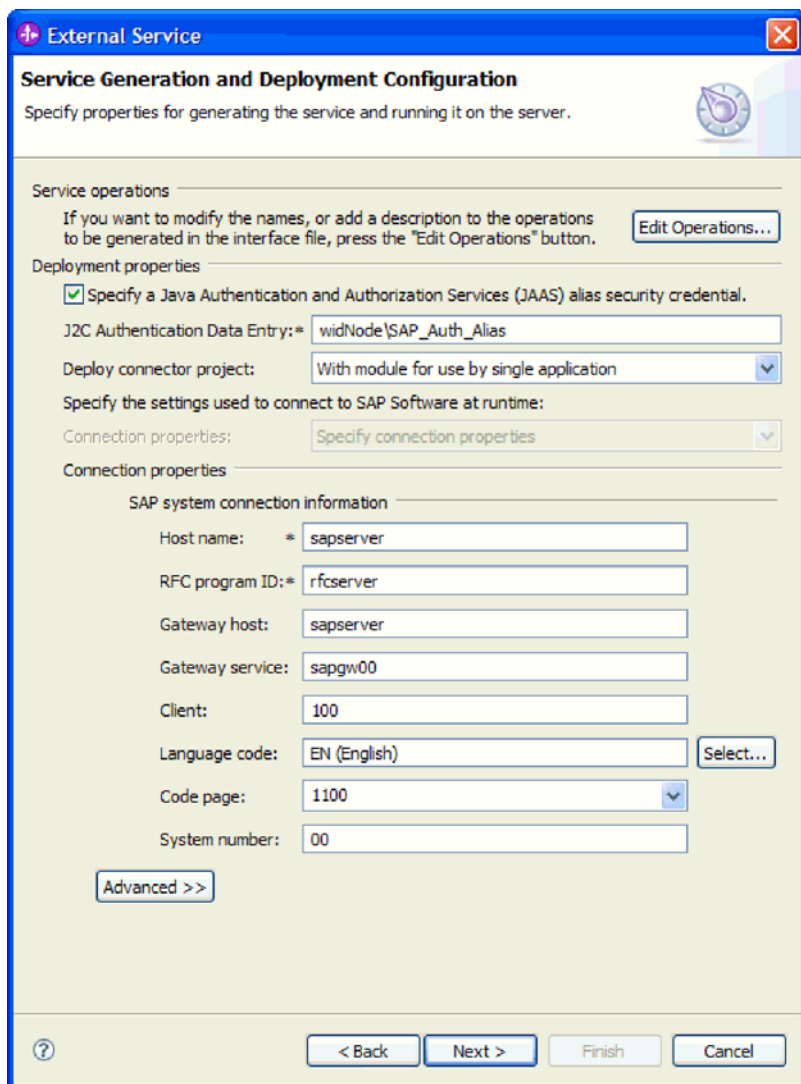 External Service
Service Generation and Deployment Configuration
Specify properties for generating the service and running it on the server.
Service operations
If you want to modify the names, or add a description to the operations
to be generated in the interface file, press the "Edit Operations" button.
Edit Operations...
Deployment properties
Specify a Java Authentication and Authorization Services (JAAS) alias security credential.
J2C Authentication Data Entry:* widNode\SAP_Auth_Alias
Deploy connector project: With module for use by single application
Specify the settings used to connect to SAP Software at runtime:
Connection properties: Specify connection properties
Connection properties
SAP system connection information
Host name: * sapserver
RFC program ID:* rfcserver
Gateway host: sapserver
Gateway service: sapgw00
Client: 100
Language code: EN (English) Select...
Code page: 1100
System number: 00
Advanced >>
? < Back Next > Finish Cancel